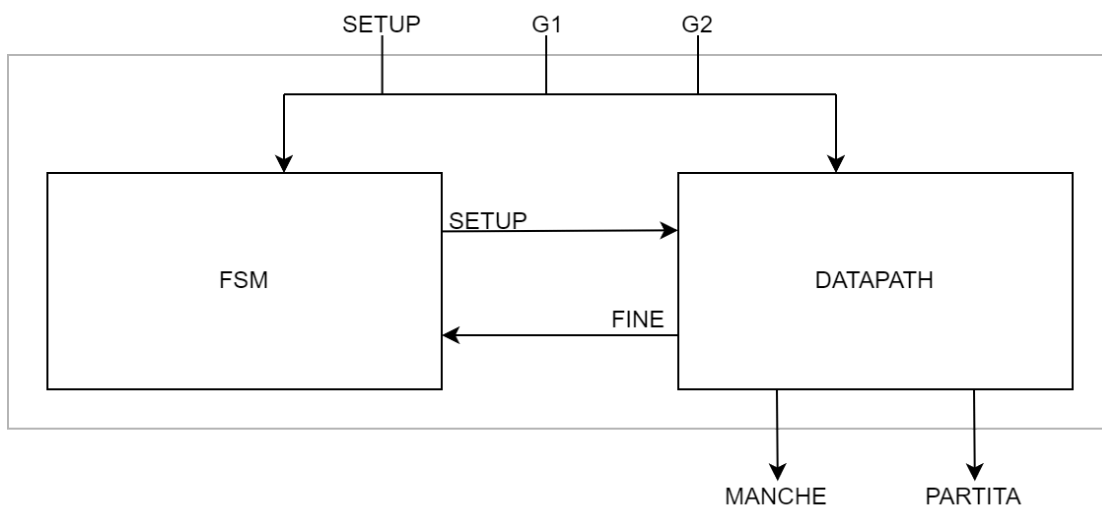 SETUP G1 G2
SETUP
FSM DATAPATH
FINE
MANCHE PARTITA